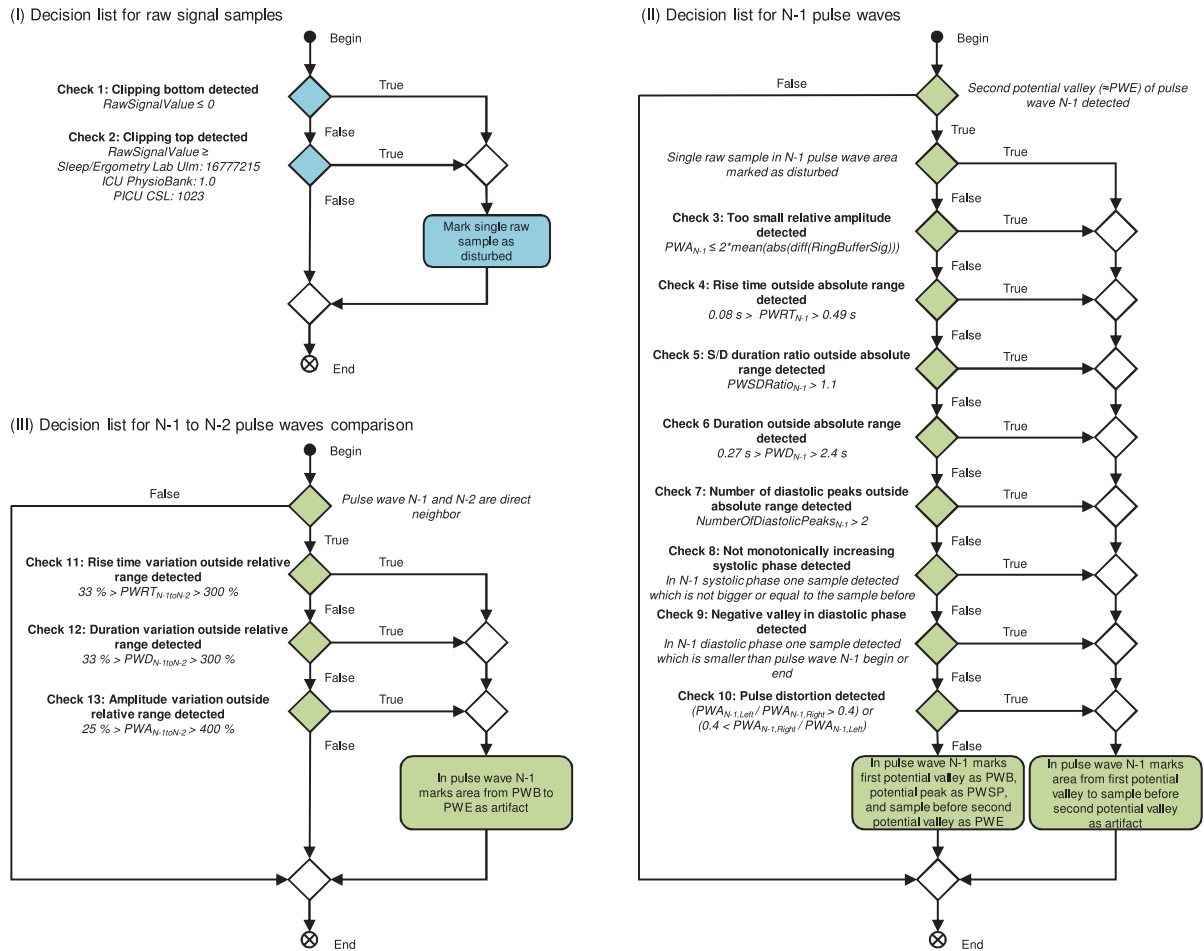 (I) Decision list for raw signal samples
Begin
Check 1: Clipping bottom detected
RawSignalValue ≤ 0
True
False
Check 2: Clipping top detected
RawSignalValue ≥
Sleep/Ergometry Lab Ulm: 16777215
ICU PhysioBank: 1.0
PICU CSL: 1023
True
False
Mark single raw
sample as
disturbed
End
(III) Decision list for N-1 to N-2 pulse waves comparison
Begin
False
Pulse wave N-1 and N-2 are direct
neighbor
True
Check 11: Rise time variation outside relative
range detected
33 % > PWRTN-1toN-2 > 300 %
True
False
Check 12: Duration variation outside relative
range detected
33 % > PWDN-1toN-2 > 300 %
True
False
Check 13: Amplitude variation outside
relative range detected
25 % > PWAN-1toN-2 > 400 %
True
False
In pulse wave N-1
marks area from PWB to
PWE as artifact
End
(II) Decision list for N-1 pulse waves
Begin
False
Second potential valley (≈PWE) of pulse
wave N-1 detected
True
Single raw sample in N-1 pulse wave area
marked as disturbed
True
False
Check 3: Too small relative amplitude
detected
PWAN-1 ≤ 2*mean(abs(diff(RingBufferSig)))
True
False
Check 4: Rise time outside absolute range
detected
0.08 s > PWRTN-1 > 0.49 s
True
False
Check 5: S/D duration ratio outside absolute
range detected
PWSDRatioN-1 > 1.1
True
False
Check 6 Duration outside absolute range
detected
0.27 s > PWDN-1 > 2.4 s
True
False
Check 7: Number of diastolic peaks outside
absolute range detected
NumberOfDiastolicPeaksN-1 > 2
True
False
Check 8: Not monotonically increasing
systolic phase detected
In N-1 systolic phase one sample detected
which is not bigger or equal to the sample before
True
False
Check 9: Negative valley in diastolic phase
detected
In N-1 diastolic phase one sample detected
which is smaller than pulse wave N-1 begin or
end
True
False
Check 10: Pulse distortion detected
(PWAN-1,Left / PWAN-1,Right > 0.4) or
(0.4 < PWAN-1,Right / PWAN-1,Left)
True
False
In pulse wave N-1 marks
first potential valley as PWB,
potential peak as PWSP,
and sample before second
potential valley as PWE
In pulse wave N-1 marks
area from first potential
valley to sample before
second potential valley
as artifact
End